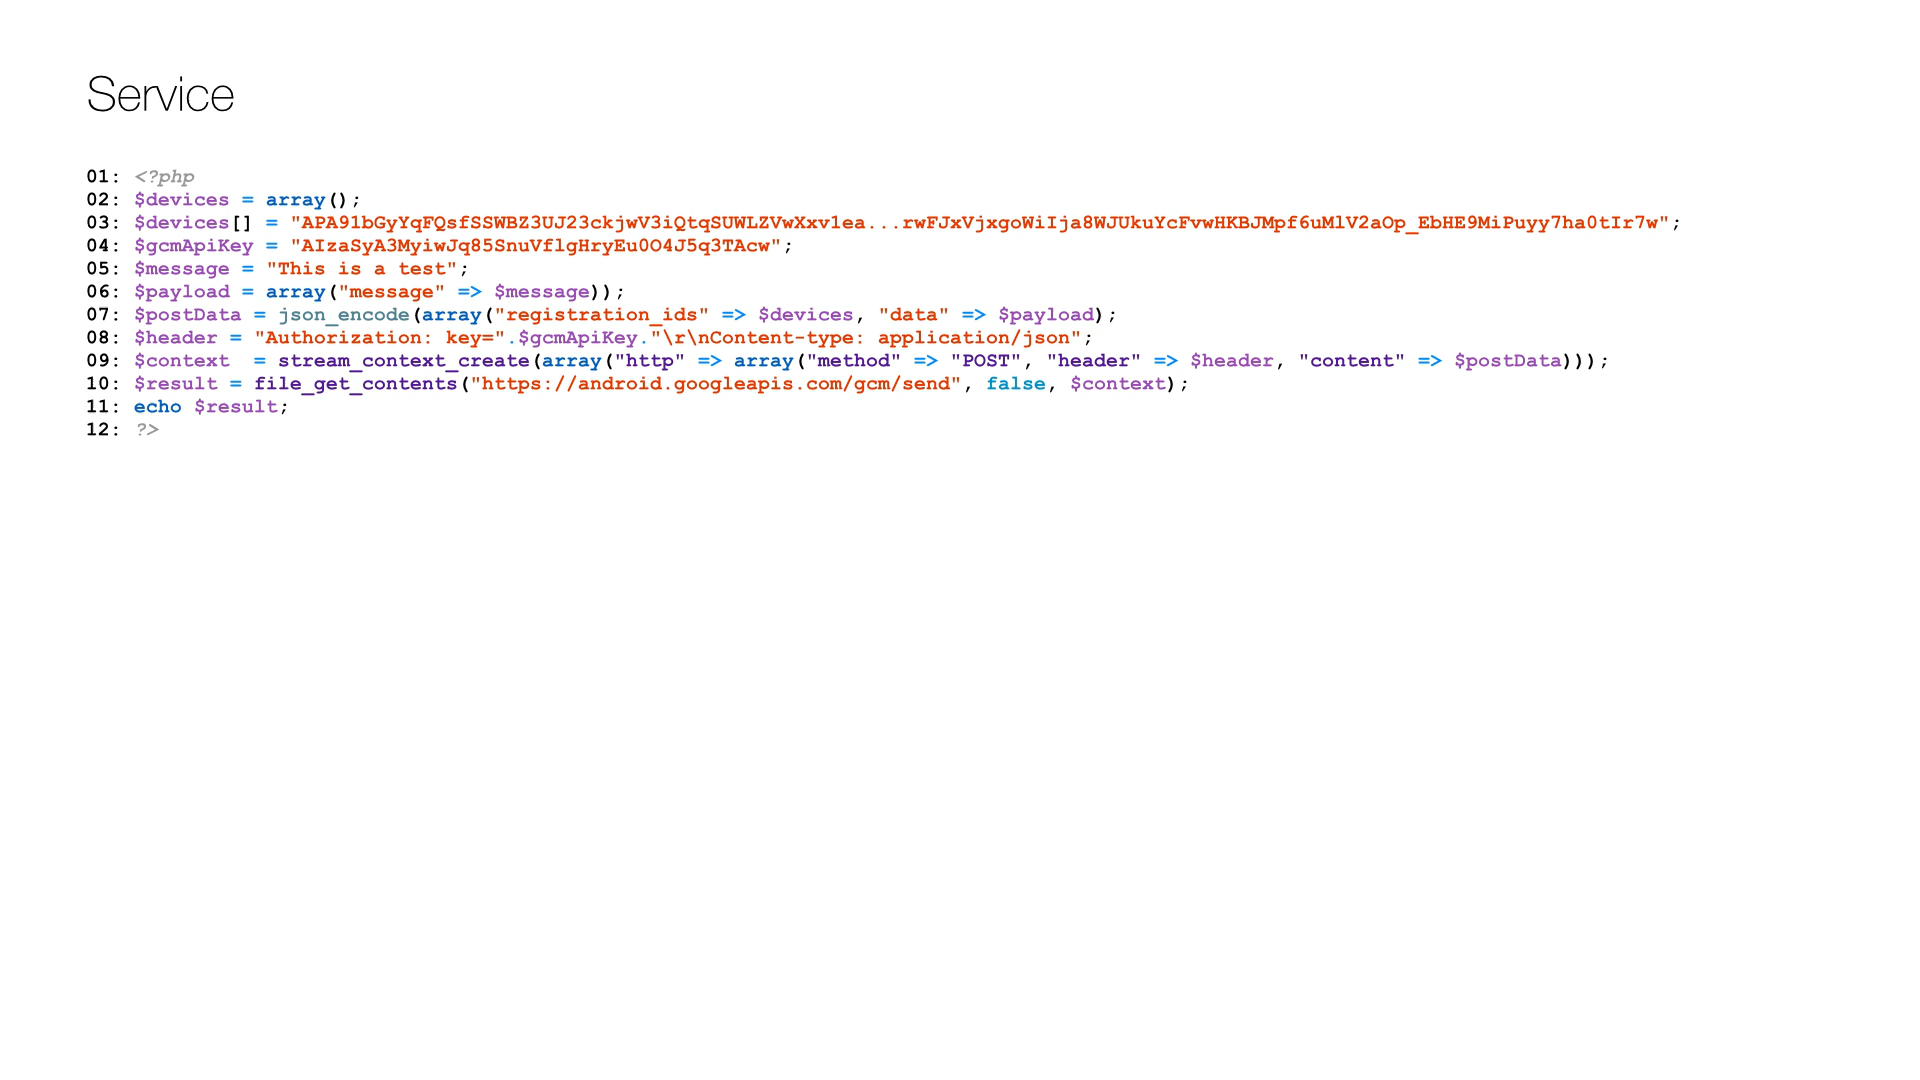 Service
01: <?php
02: $devices = array();
03: $devices[] = "APA91bGyYqFQsfSSWBZ3UJ23ckjwV3iQtqSUWLZVwXxv1ea...rwFJxVjxgoWiIja8WJUkuYcFvwHKBJMpf6uMlV2aOp_EbHE9MiPuyy7ha0tIr7w";
04: $gcmApiKey = "AIzaSyA3MyiwJq85SnuVflgHryEu0O4J5q3TAcw";
05: $message = "This is a test";
06: $payload = array("message" => $message));
07: $postData = json_encode(array("registration_ids" => $devices, "data" => $payload);
08: $header = "Authorization: key=".$gcmApiKey."\r\nContent-type: application/json";
09: $context  = stream_context_create(array("http" => array("method" => "POST", "header" => $header, "content" => $postData)));
10: $result = file_get_contents("https://android.googleapis.com/gcm/send", false, $context);
11: echo $result;
12: ?>